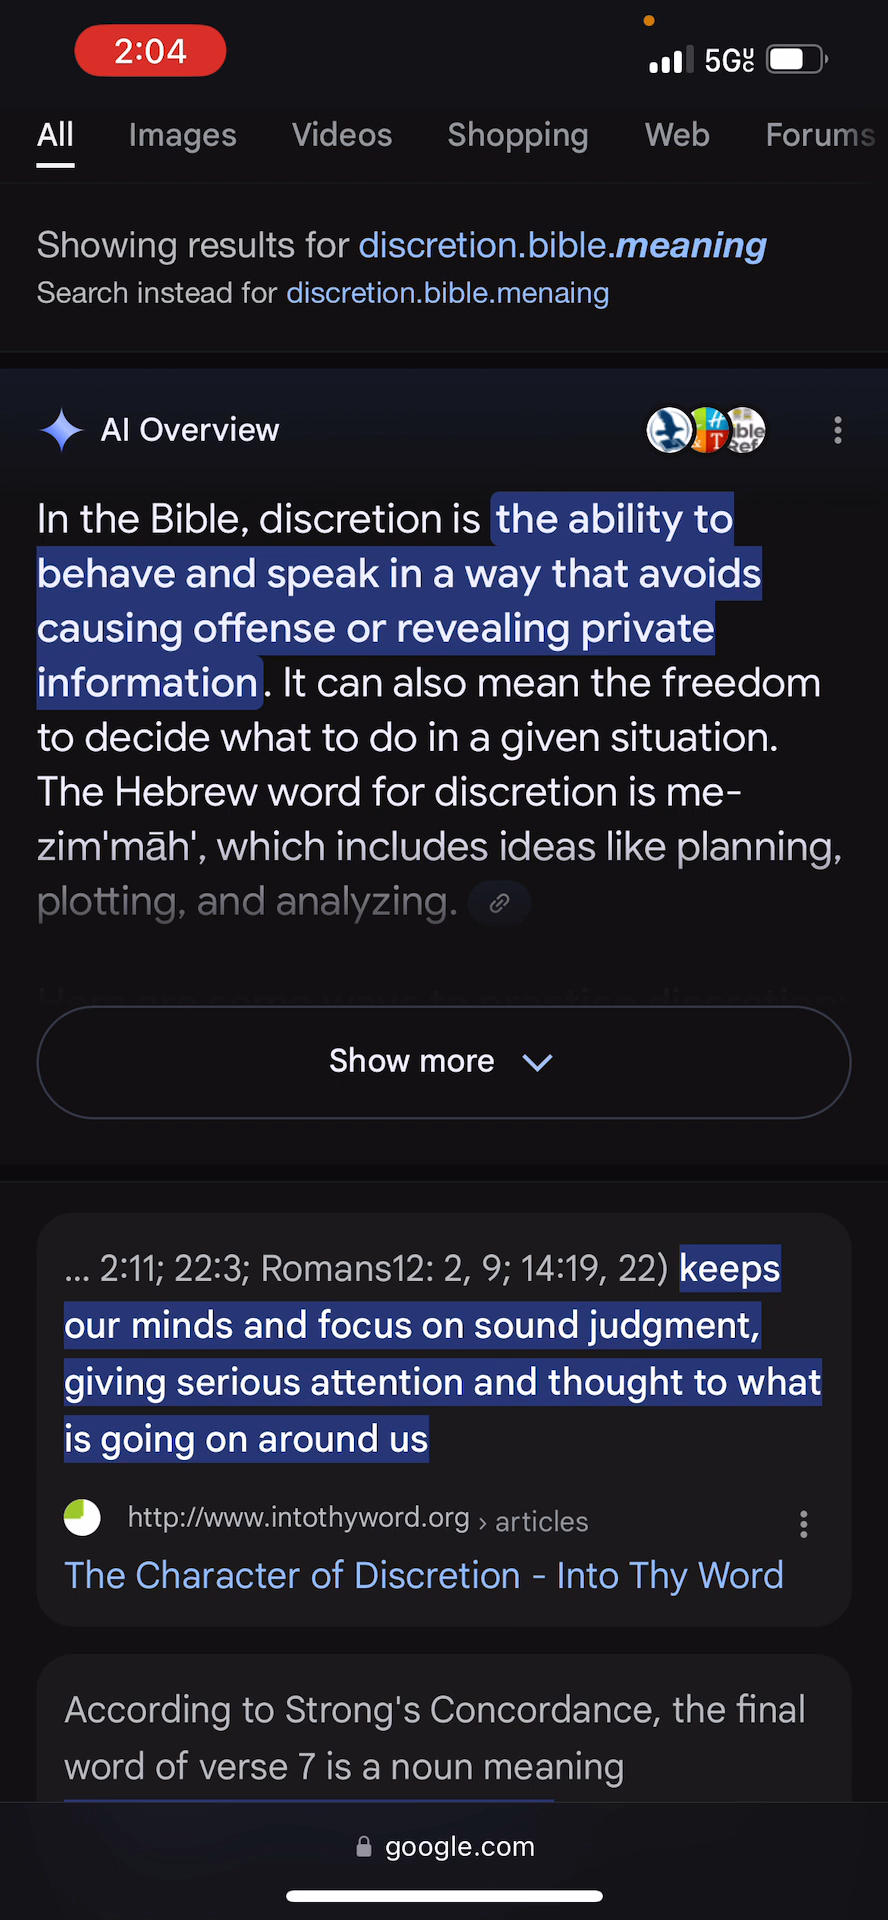 2:04
5GUC
All Images Videos Shopping Web Forums
Showing results for discretion.bible.meaning
Search instead for discretion.bible.menaing
AI Overview
In the Bible, discretion is the ability to
behave and speak in a way that avoids
causing offense or revealing private
information. It can also mean the freedom
to decide what to do in a given situation.
The Hebrew word for discretion is me-
zim'māh', which includes ideas like planning,
plotting, and analyzing.
Show more
... 2:11; 22:3; Romans12: 2, 9; 14:19, 22) keeps
our minds and focus on sound judgment,
giving serious attention and thought to what
is going on around us
http://www.intothyword.org › articles
The Character of Discretion - Into Thy Word
According to Strong's Concordance, the final
word of verse 7 is a noun meaning
google.com